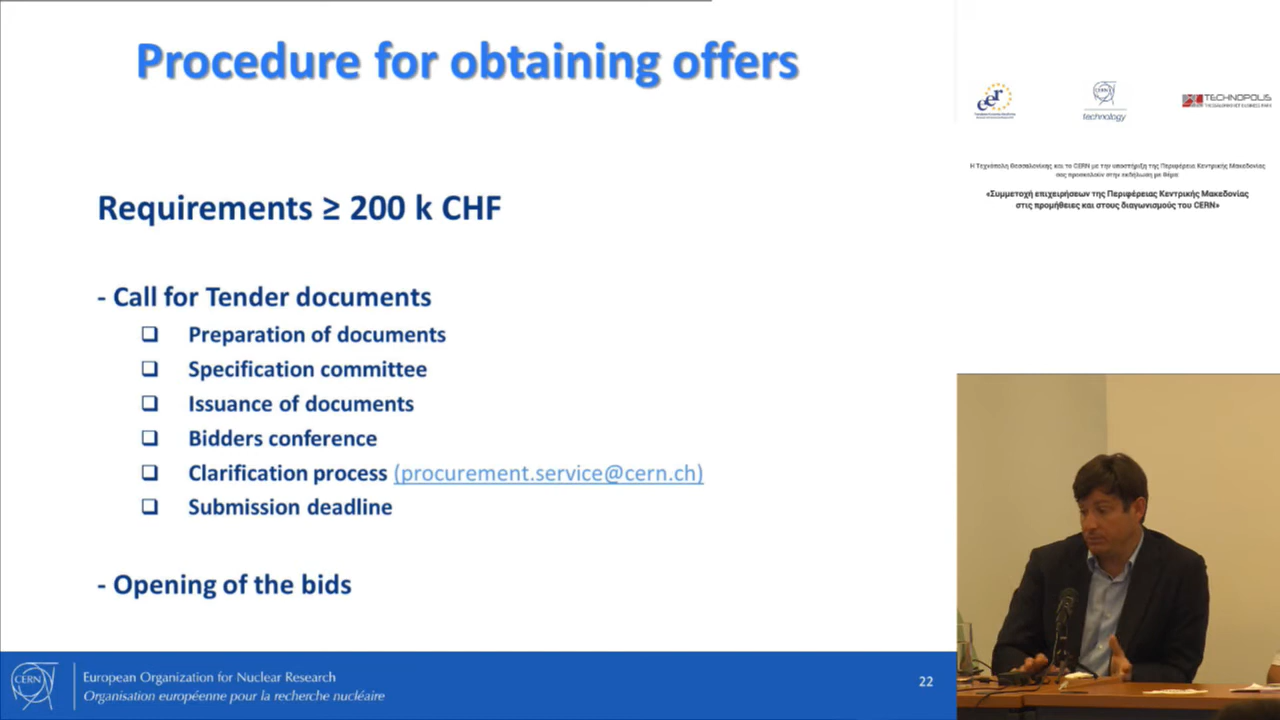 Procedure for obtaining offers
Requirements ≥ 200 k CHF
- Call for Tender documents
Preparation of documents
Specification committee
Issuance of documents
Bidders conference
Clarification process (procurement.service@cern.ch)
Submission deadline
- Opening of the bids
CERN
European Organization for Nuclear Research
Organisation européenne pour la recherche nucléaire
22
eer
CERN
technology
TECHNOPOLIS
Η Τεχνόπολη Θεσσαλονίκης και το CERN με την υποστήριξη της Περιφέρεια Κεντρικής Μακεδονίας
σας προσκαλούν στην εκδήλωση με θέμα
«Συμμετοχή επιχειρήσεων της Περιφέρειας Κεντρικής Μακεδονίας
στις προμήθειες και στους διαγωνισμούς του CERN»